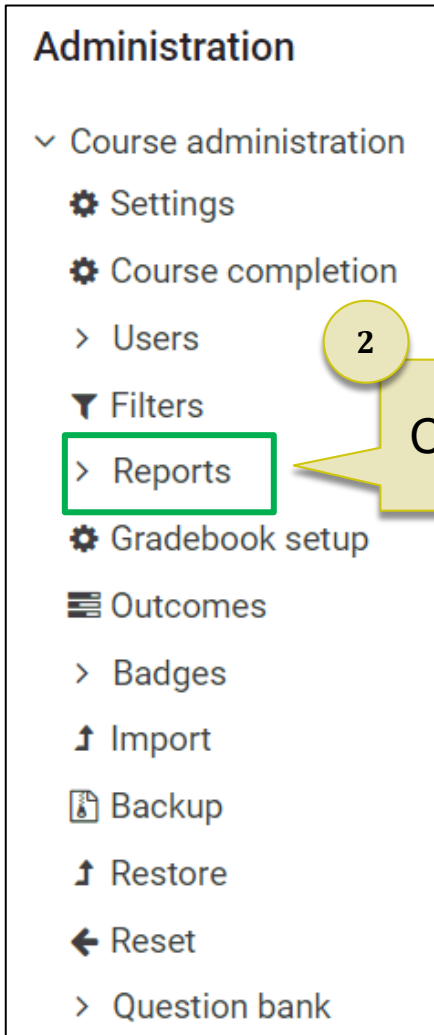 Administration
Course administration
Settings
Course completion
Users
2
Filters
Reports
Gradebook setup
Outcomes
Badges
Import
Backup
Restore
Reset
Question bank